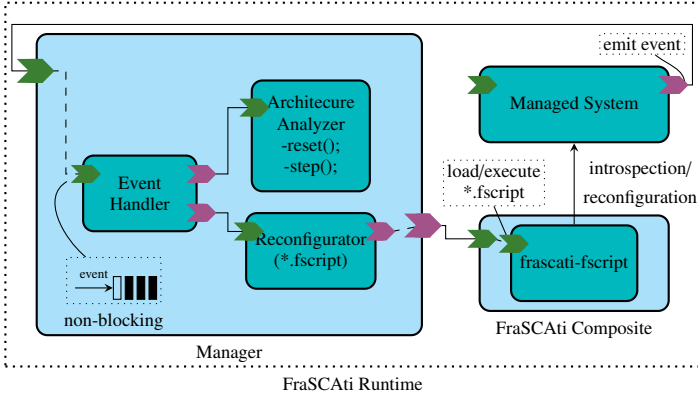 emit event
Architecure
Analyzer
-reset();
-step();
Managed System
Event
Handler
load/execute
*.fscript
introspection/
reconfiguration
Reconfigurator
(*.fscript)
frascati-fscript
event
non-blocking
FraSCAti Composite
Manager
FraSCAti Runtime